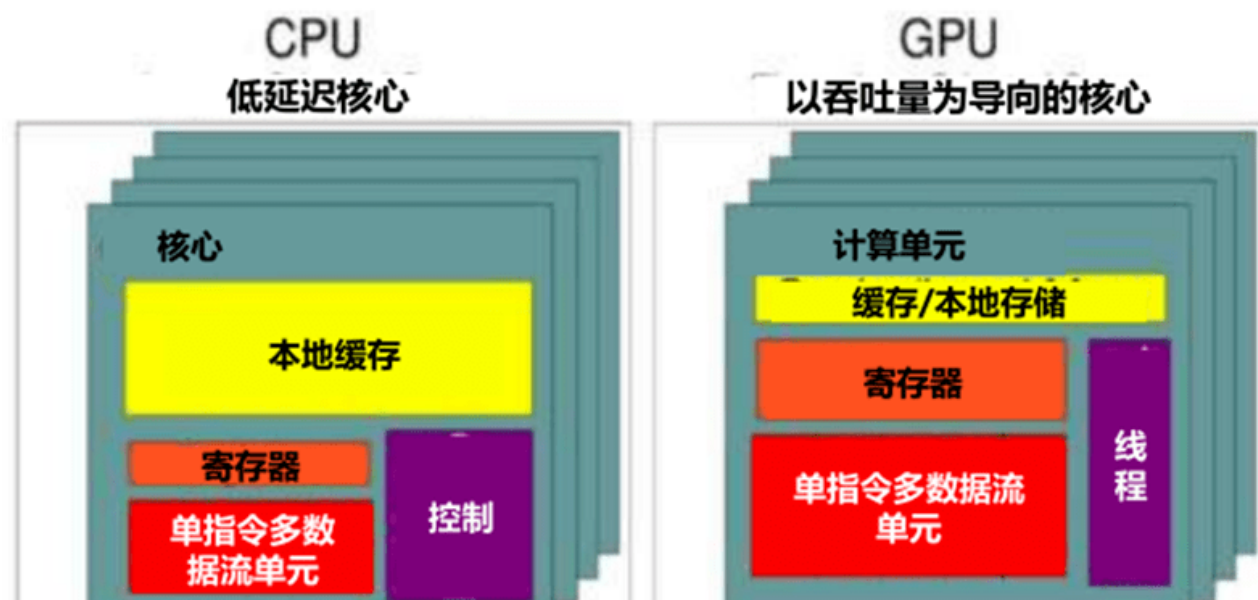 CPU
低延迟核心
核心
本地缓存
寄存器
单指令多数
据流单元
控制
GPU
以吞吐量为导向的核心
计算单元
缓存/本地存储
寄存器
单指令多数据流
单元
线
程